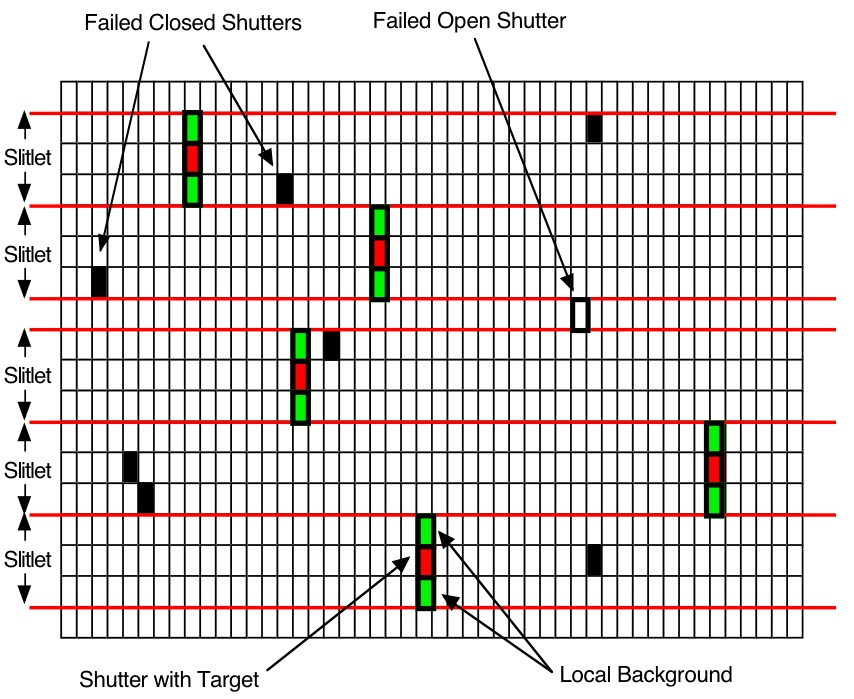 Failed Closed Shutters
Failed Open Shutter
Slitlet
Slitlet
Slitlet
Slitlet
Slitlet
Shutter with Target
Local Background